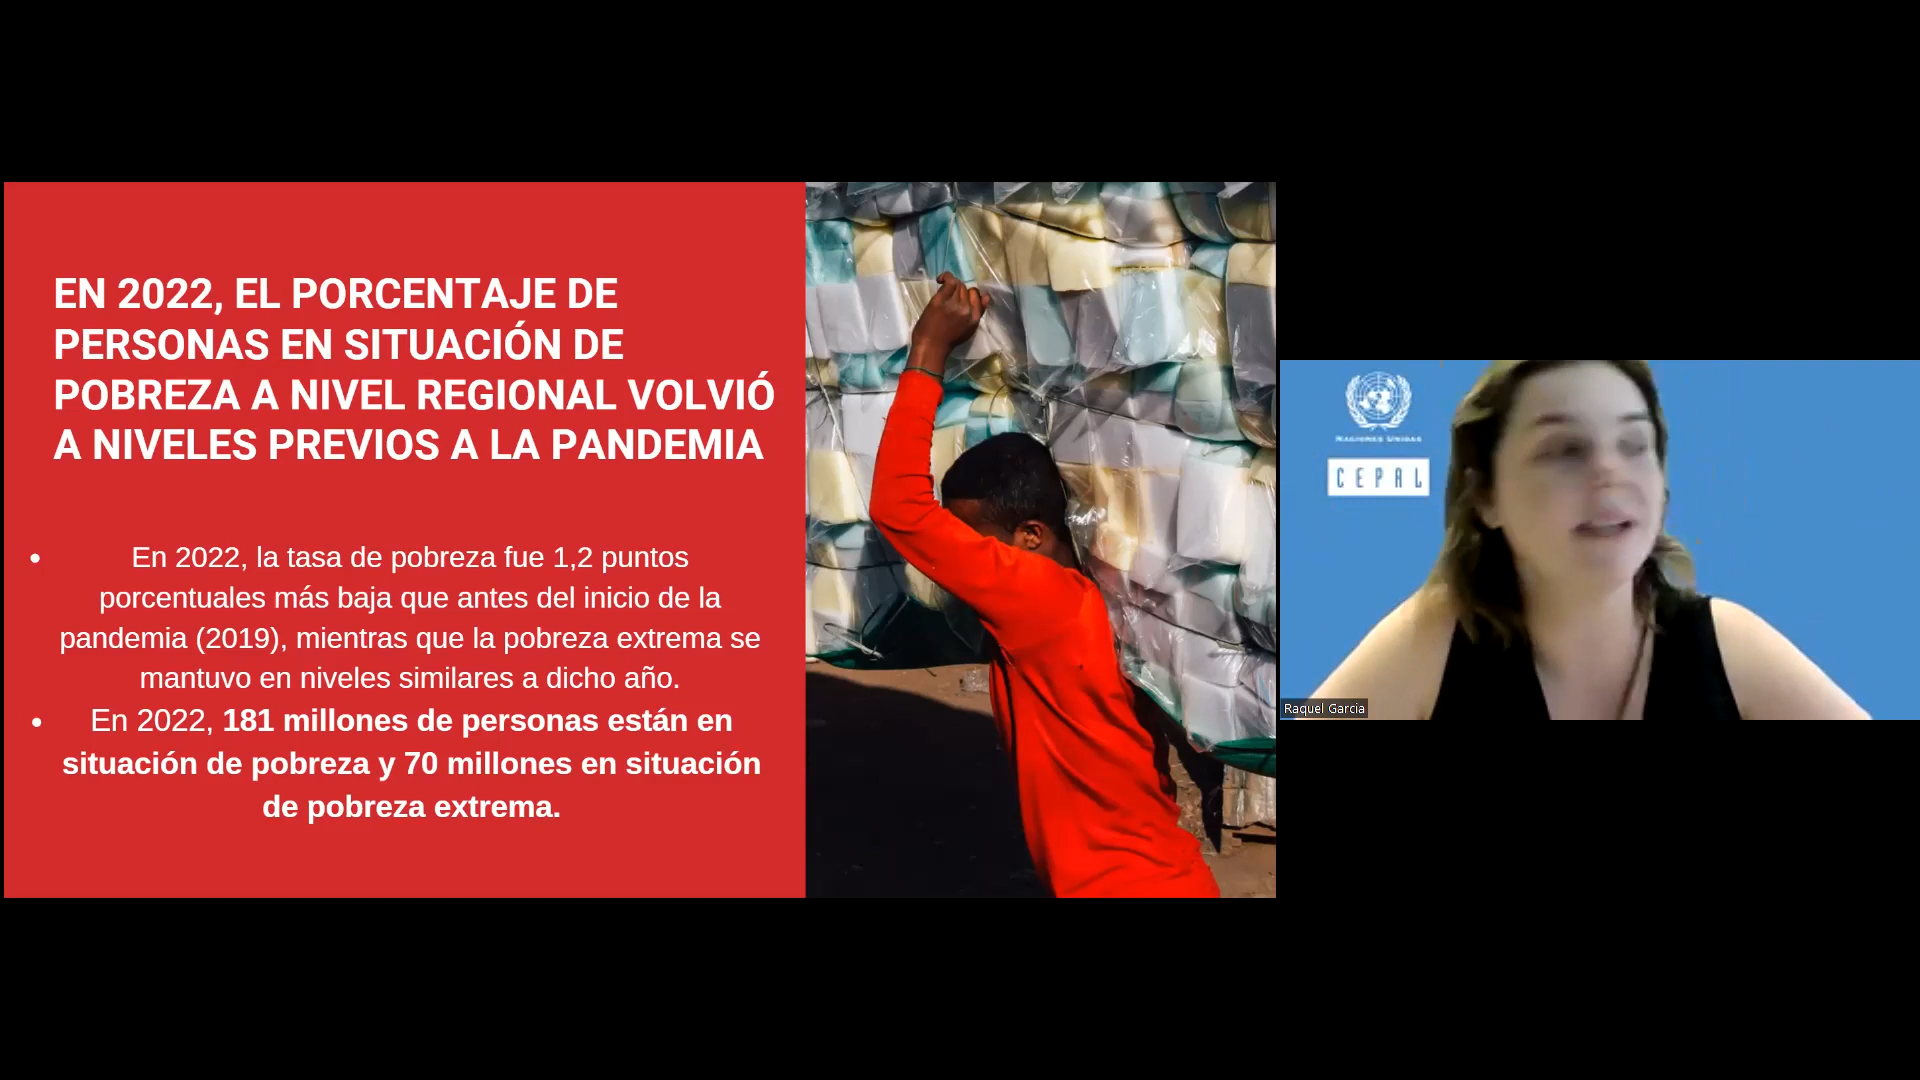 EN 2022, EL PORCENTAJE DE
PERSONAS EN SITUACIÓN DE
POBREZA A NIVEL REGIONAL VOLVIÓ
A NIVELES PREVIOS A LA PANDEMIA
• En 2022, la tasa de pobreza fue 1,2 puntos
porcentuales más baja que antes del inicio de la
pandemia (2019), mientras que la pobreza extrema se
mantuvo en niveles similares a dicho año.
• En 2022, 181 millones de personas están en
situación de pobreza y 70 millones en situación
de pobreza extrema.
NACIONES UNIDAS
CEPAL
Raquel Garcia